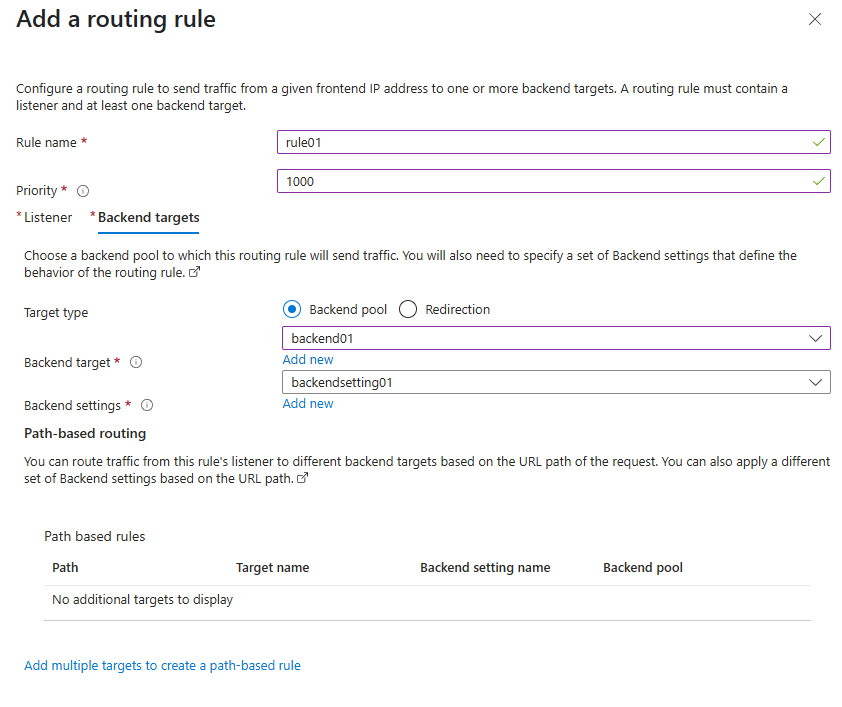 Add a routing rule
Configure a routing rule to send traffic from a given frontend IP address to one or more backend targets. A routing rule must contain a
listener and at least one backend target.
Rule name *
rule01
Priority *
1000
* Listener
* Backend targets
Choose a backend pool to which this routing rule will send traffic. You will also need to specify a set of Backend settings that define the
behavior of the routing rule.
Target type
Backend pool
Redirection
backend01
Backend target *
Add new
backendsetting01
Backend settings *
Add new
Path-based routing
You can route traffic from this rule's listener to different backend targets based on the URL path of the request. You can also apply a different
set of Backend settings based on the URL path.
Path based rules
Path
Target name
Backend setting name
Backend pool
No additional targets to display
Add multiple targets to create a path-based rule